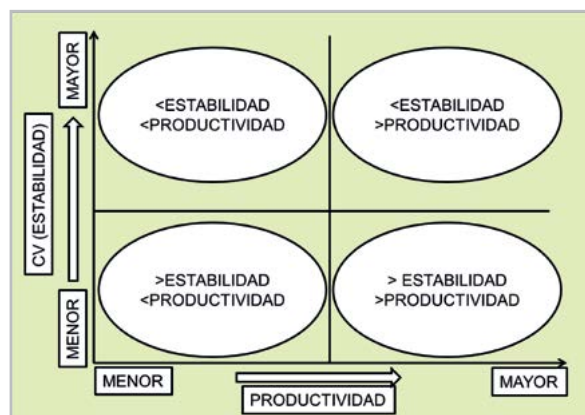 MAYOR
CV (ESTABILIDAD)
MENOR
<ESTABILIDAD
<PRODUCTIVIDAD
<ESTABILIDAD
>PRODUCTIVIDAD
>ESTABILIDAD
<PRODUCTIVIDAD
> ESTABILIDAD
>PRODUCTIVIDAD
MENOR
PRODUCTIVIDAD
MAYOR